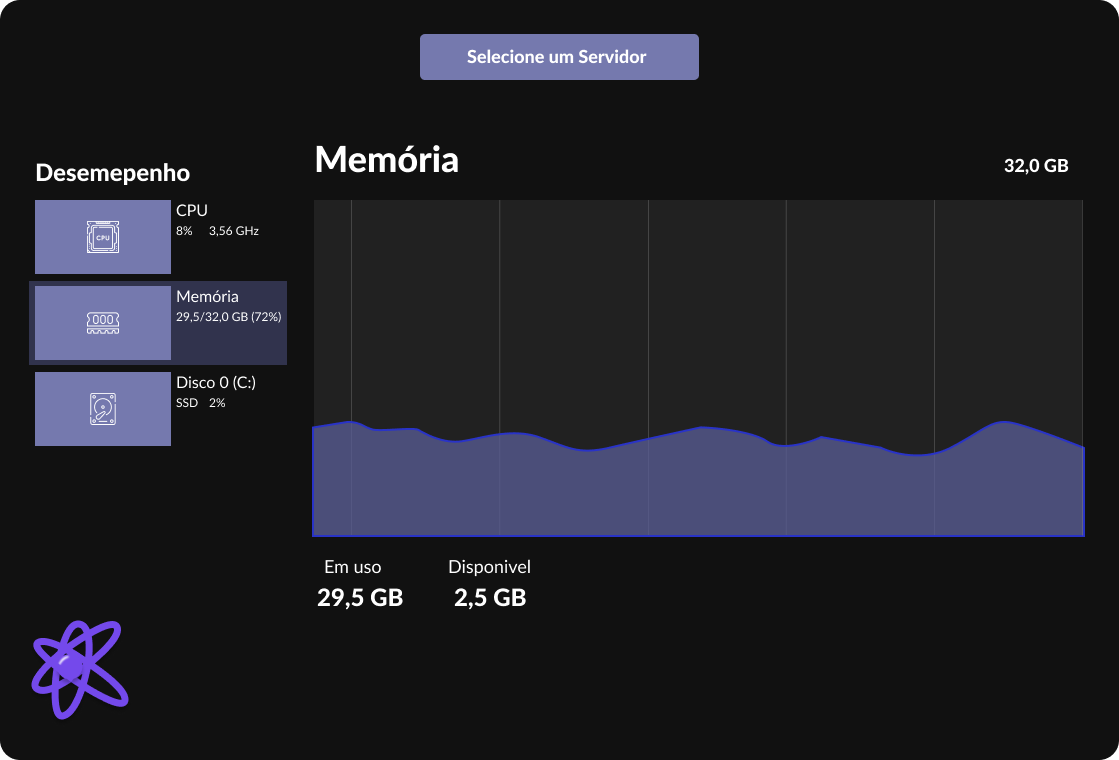 Selecione um Servidor
Desemepenho
CPU
CPU
8% 3,56 GHz
Memória
29,5/32,0 GB (72%)
Disco 0 (C:)
SSD 2%
Memória
32,0 GB
Em uso
29,5 GB
Disponivel
2,5 GB